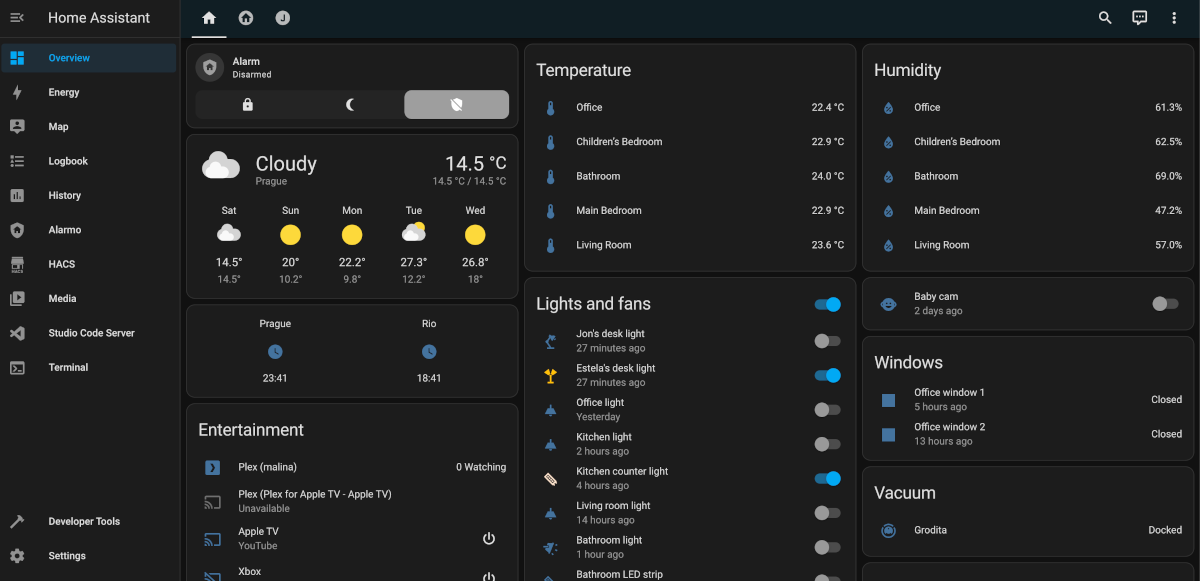 Home Assistant
Overview
Energy
Map
Logbook
History
Alarmo
HACS
Media
Studio Code Server
Terminal
Developer Tools
Settings
J
Alarm
Disarmed
Cloudy
Prague
14.5 °C
14.5 °C / 14.5 °C
Sat Sun Mon Tue Wed
14.5° 20° 22.2° 27.3° 26.8°
14.5° 10.2° 9.8° 12.2° 18°
Prague Rio
23:41 18:41
Entertainment
Plex (malina) 0 Watching
Plex (Plex for Apple TV - Apple TV)
Unavailable
Apple TV
YouTube
Xbox
Temperature
Office 22.4 °C
Children's Bedroom 22.9 °C
Bathroom 24.0 °C
Main Bedroom 22.9 °C
Living Room 23.6 °C
Lights and fans
Jon's desk light
27 minutes ago
Estela's desk light
27 minutes ago
Office light
Yesterday
Kitchen light
2 hours ago
Kitchen counter light
4 hours ago
Living room light
14 hours ago
Bathroom light
1 hour ago
Bathroom LED strip
Humidity
Office 61.3%
Children's Bedroom 62.5%
Bathroom 69.0%
Main Bedroom 47.2%
Living Room 57.0%
Baby cam
2 days ago
Windows
Office window 1 Closed
5 hours ago
Office window 2 Closed
13 hours ago
Vacuum
Grodita Docked